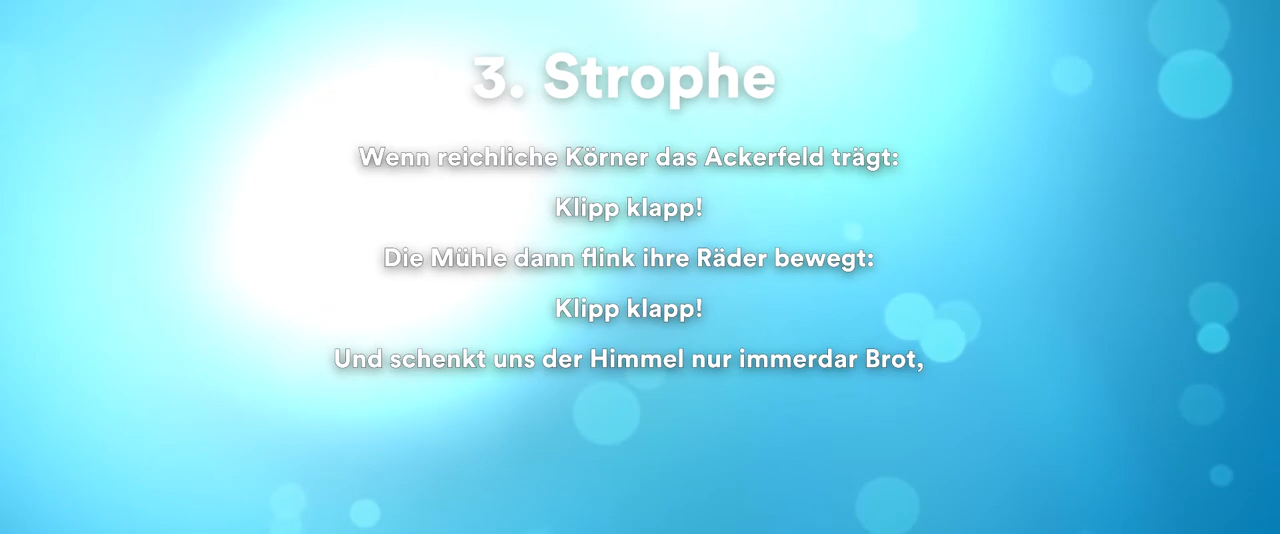 3. Strophe
Wenn reichliche Körner das Ackerfeld trägt:
Klipp klapp!
Die Mühle dann flink ihre Räder bewegt:
Klipp klapp!
Und schenkt uns der Himmel nur immerdar Brot,